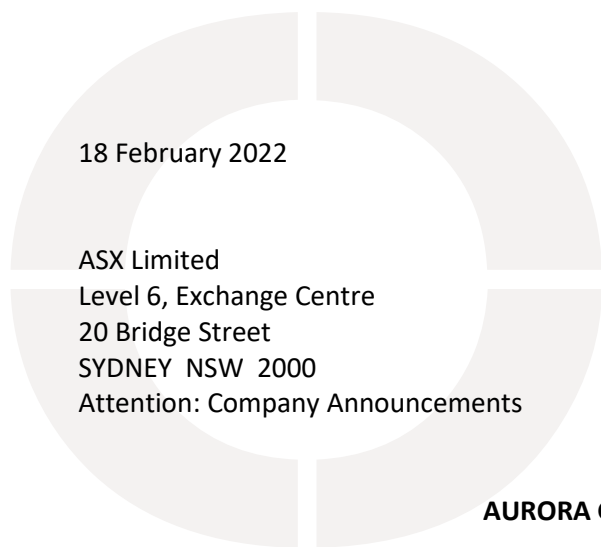 18 February 2022
ASX Limited
Level 6, Exchange Centre
20 Bridge Street
SYDNEY NSW 2000
Attention: Company Announcements
AURORA